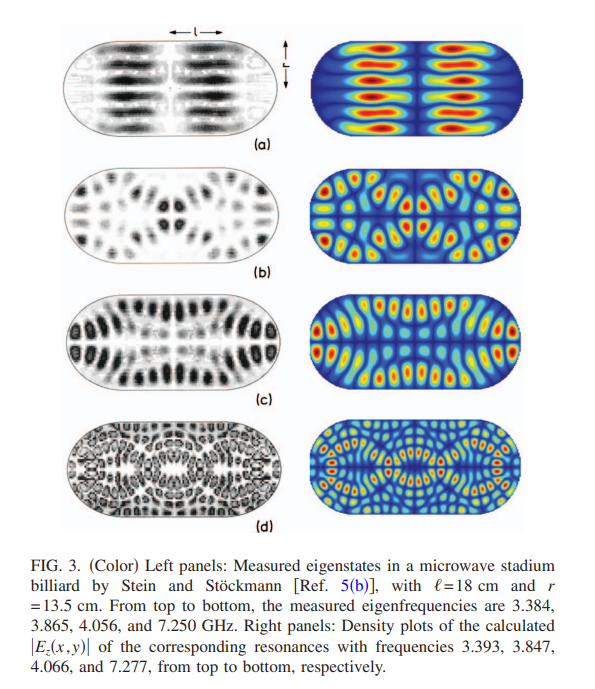 l
r
(a)
(b)
(c)
(d)
FIG. 3. (Color) Left panels: Measured eigenstates in a microwave stadium
billiard by Stein and Stöckmann [Ref. 5(b)], with ℓ=18 cm and r
=13.5 cm. From top to bottom, the measured eigenfrequencies are 3.384,
3.865, 4.056, and 7.250 GHz. Right panels: Density plots of the calculated
|E_z(x,y)| of the corresponding resonances with frequencies 3.393, 3.847,
4.066, and 7.277, from top to bottom, respectively.